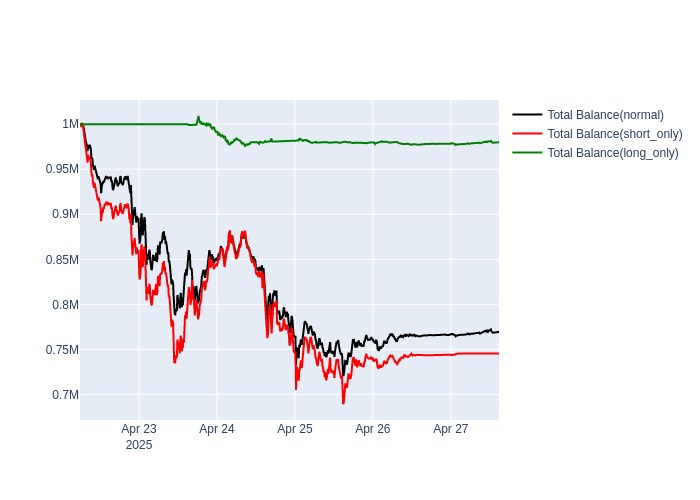 Total Balance(normal)
Total Balance(short_only)
Total Balance(long_only)
1M
0.95M
0.9M
0.85M
0.8M
0.75M
0.7M
Apr 23
2025
Apr 24
Apr 25
Apr 26
Apr 27